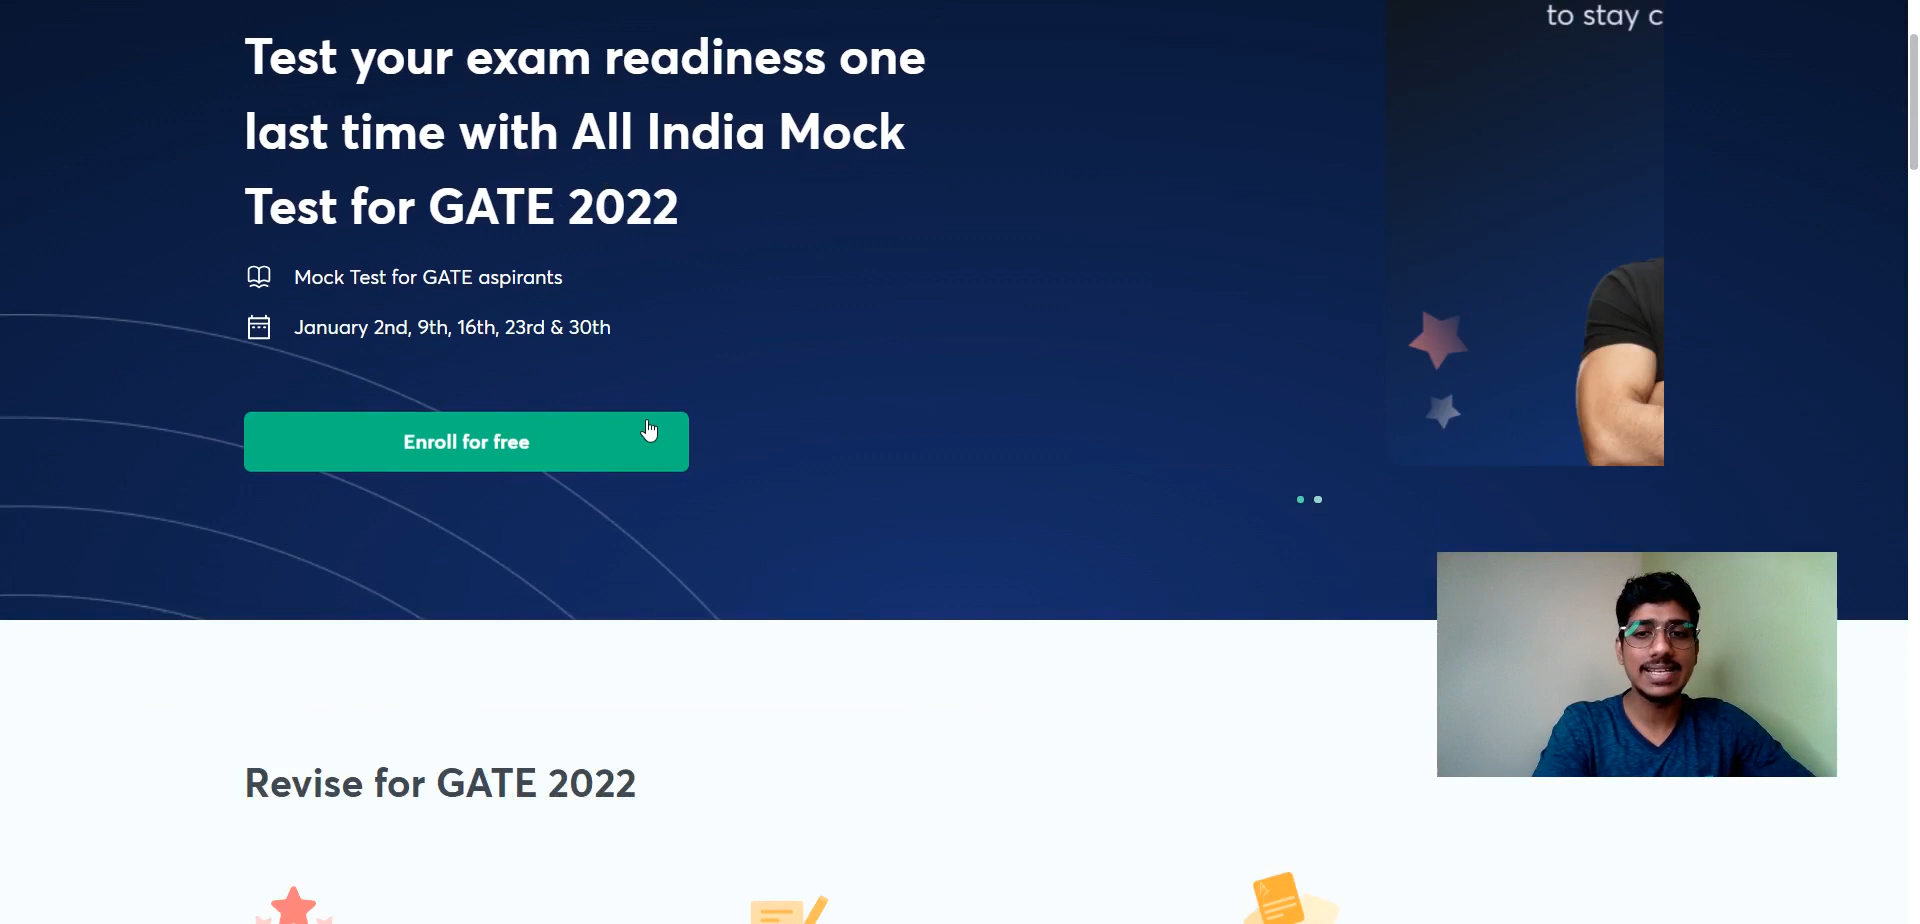 to stay c
Test your exam readiness one
last time with All India Mock
Test for GATE 2022
Mock Test for GATE aspirants
January 2nd, 9th, 16th, 23rd & 30th
Enroll for free
Revise for GATE 2022